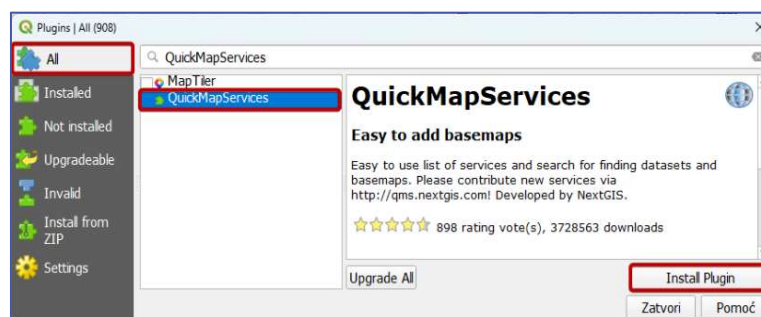 Plugins | All (908)
All
Installed
Not installed
Upgradeable
Invalid
Install from
ZIP
Settings
QuickMapServices
MapTiler
QuickMapServices
QuickMapServices
Easy to add basemaps
Easy to use list of services and search for finding datasets and
basemaps. Please contribute new services via
http://qms.nextgis.com! Developed by NextGIS.
898 rating vote(s), 3728563 downloads
Upgrade All
Install Plugin
Zatvori
Pomoć